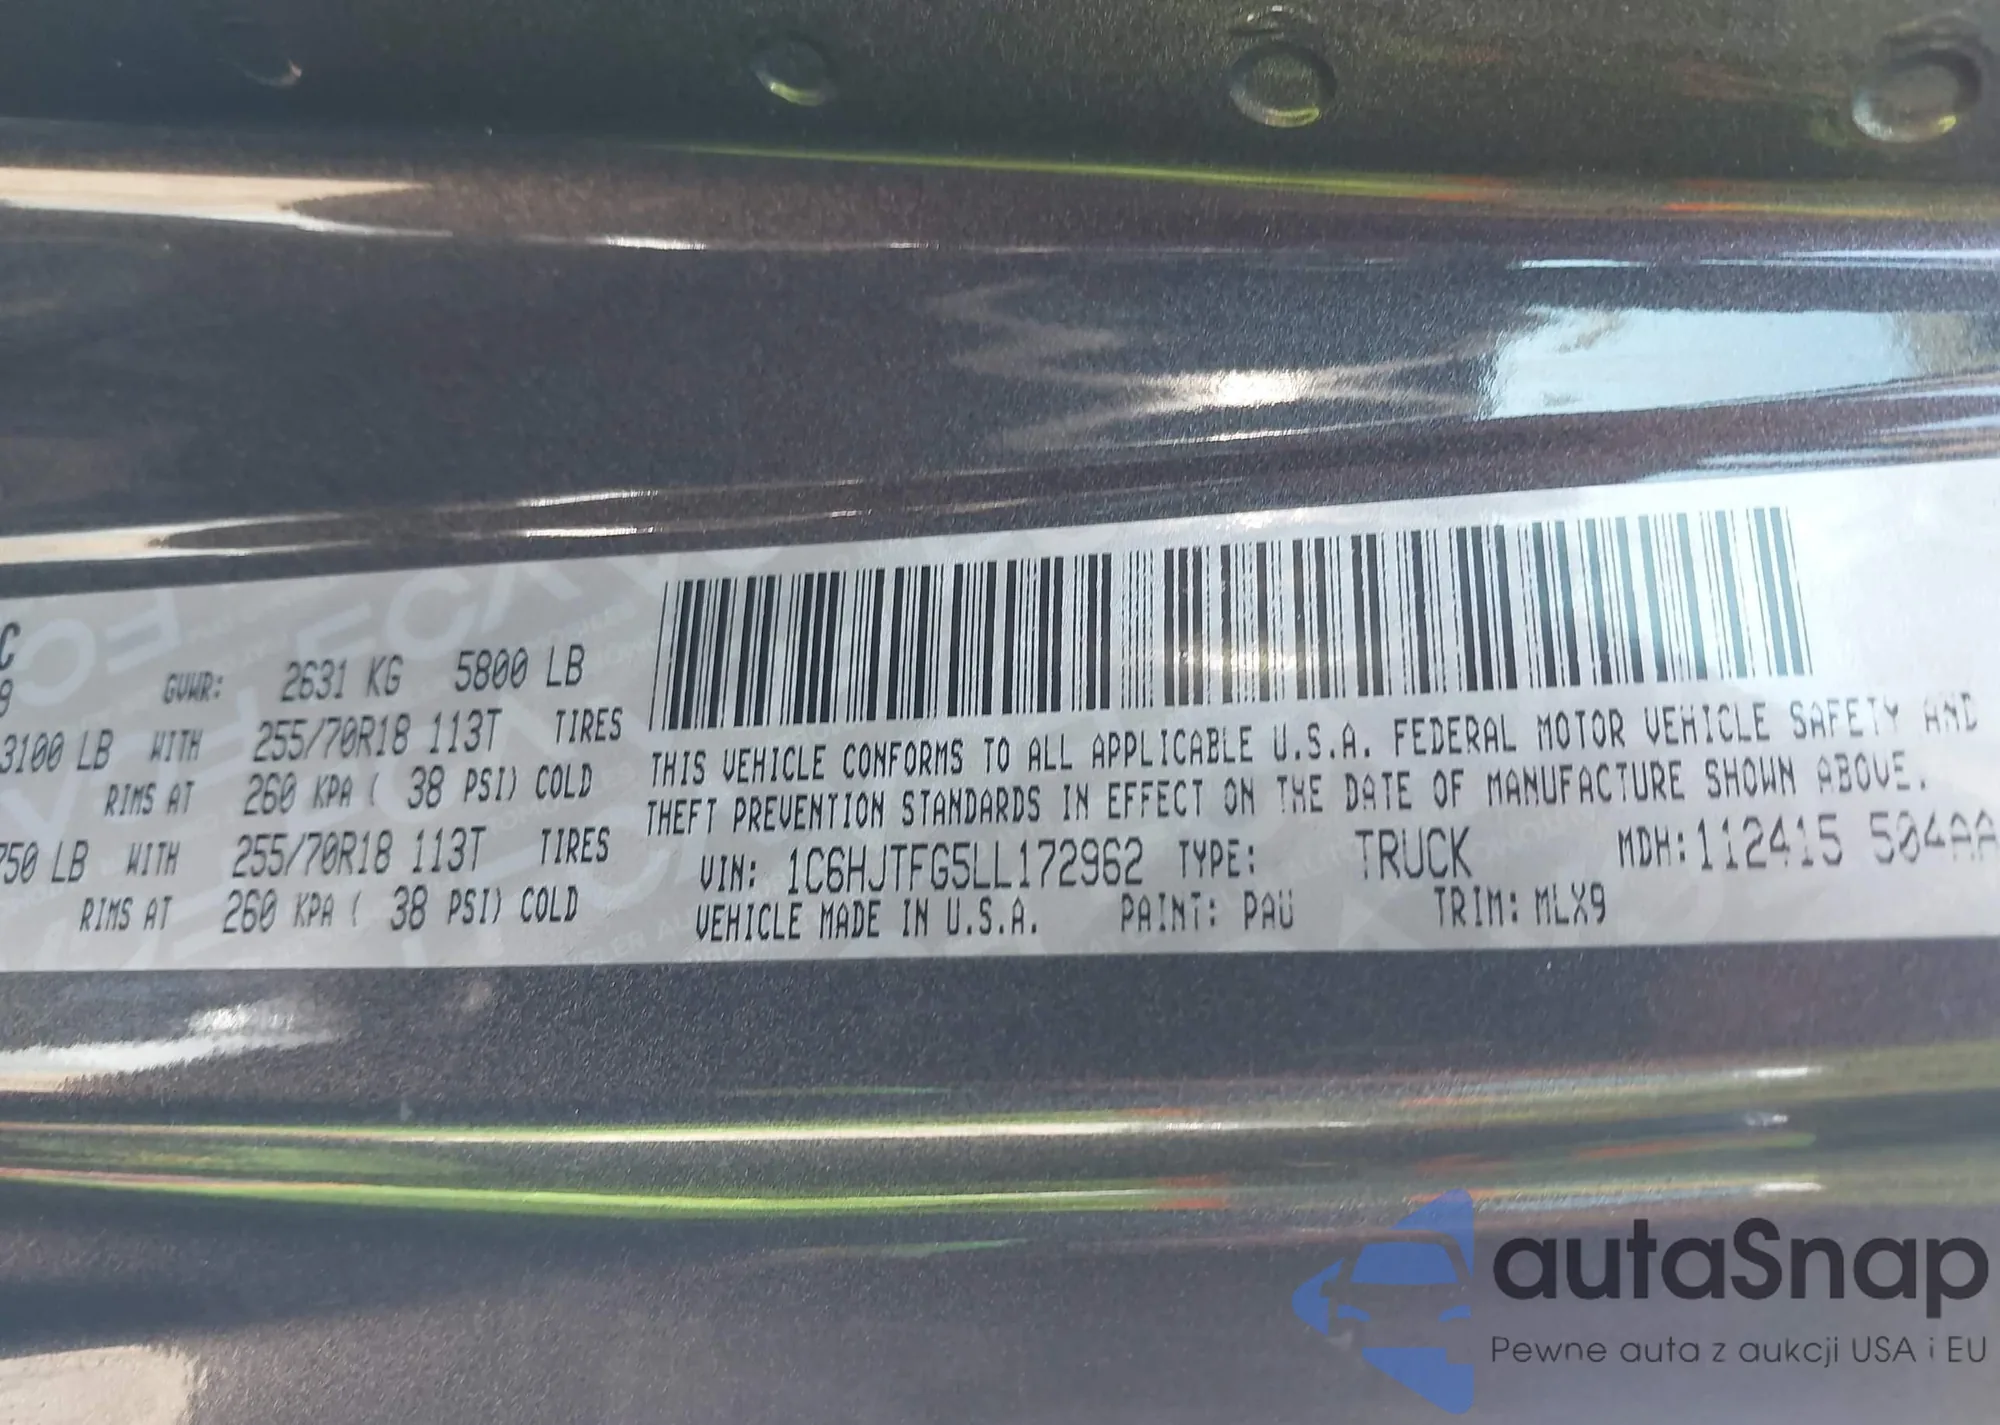 C
9
GVWR: 2631 KG 5800 LB
3100 LB WITH 255/70R18 113T TIRES
RIMS AT 260 KPA ( 38 PSI) COLD
750 LB WITH 255/70R18 113T TIRES
RIMS AT 260 KPA ( 38 PSI) COLD
THIS VEHICLE CONFORMS TO ALL APPLICABLE U.S.A. FEDERAL MOTOR VEHICLE SAFETY AND
THEFT PREVENTION STANDARDS IN EFFECT ON THE DATE OF MANUFACTURE SHOWN ABOVE.
VIN: 1C6HJTFG5LL172962 TYPE: TRUCK MDH: 112415 504AA
VEHICLE MADE IN U.S.A. PAINT: PAU TRIM: MLX9
autaSnap
Pewne auta z aukcji USA i EU